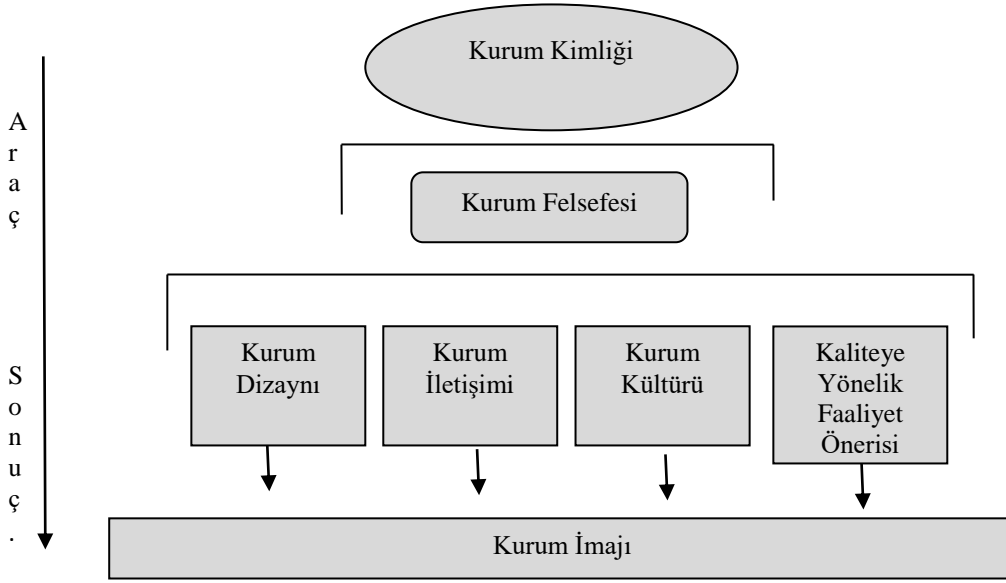 Kurum Kimliği
A
r
a
ç
Kurum Felsefesi
Kurum
Dizaynı
Kurum
İletişimi
Kurum
Kültürü
Kaliteye
Yönelik
Faaliyet
Önerisi
S
o
n
u
ç
.
Kurum İmajı